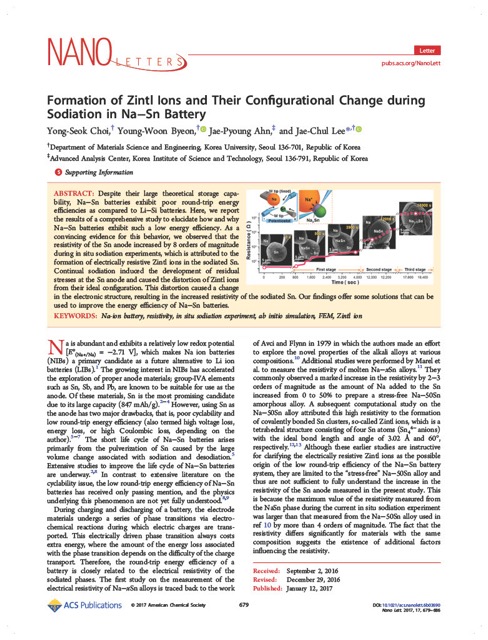 NANO LETTERS
Letter
pubs.acs.org/NanoLett
Formation of Zintl Ions and Their Configurational Change during
Sodiation in Na−Sn Battery
Yong-Seok Choi,† Young-Woon Byeon,† Jae-Pyoung Ahn,‡ and Jae-Chul Lee*,†
†Department of Materials Science and Engineering, Korea University, Seoul 136-701, Republic of Korea
‡Advanced Analysis Center, Korea Institute of Science and Technology, Seoul 136-791, Republic of Korea
Supporting Information
ABSTRACT: Despite their large theoretical storage capa-
bility, Na−Sn batteries exhibit poor round-trip energy
efficiencies as compared to Li−Si batteries. Here, we report
the results of a comprehensive study to elucidate how and why
Na−Sn batteries exhibit such a low energy efficiency. As a
convincing evidence for this behavior, we observed that the
resistivity of the Sn anode increased by 8 orders of magnitude
during in situ sodiation experiments, which is attributed to the
formation of electrically resistive Zintl ions in the sodiated Sn.
Continual sodiation induced the development of residual
stresses at the Sn anode and caused the distortion of Zintl ions
from their ideal configuration. This distortion caused a change
in the electronic structure, resulting in the increased resistivity of the sodiated Sn. Our findings offer some solutions that can be
used to improve the energy efficiency of Na−Sn batteries.
Resistance (Ω)
Time (sec)
First stage
Second stage
Third stage
KEYWORDS: Na-ion battery, resistivity, in situ sodiation experiment, ab initio simulation, FEM, Zintl ion
Na is abundant and exhibits a relatively low redox potential
[E°(Na+/Na) = −2.71 V], which makes Na ion batteries
(NIBs) a primary candidate as a future alternative to Li ion
batteries (LIBs).1 The growing interest in NIBs has accelerated
the exploration of proper anode materials; group-IVA elements
such as Sn, Sb, and Pb, are known to be suitable for use as the
anode. Of these materials, Sn is the most promising candidate
due to its large capacity (847 mAh/g).2−4 However, using Sn as
the anode has two major drawbacks, that is, poor cyclability and
low round-trip energy efficiency (also termed high voltage loss,
energy loss, or high Coulombic loss, depending on the
author).5−7 The short life cycle of Na−Sn batteries arises
primarily from the pulverization of Sn caused by the large
volume change associated with sodiation and desodiation.5
Extensive studies to improve the life cycle of Na−Sn batteries
are underway.2,8 In contrast to extensive literature on the
cyclability issue, the low round-trip energy efficiency of Na−Sn
batteries has received only passing mention, and the physics
underlying this phenomenon are not yet fully understood.8,9
During charging and discharging of a battery, the electrode
materials undergo a series of phase transitions via electro-
chemical reactions during which electric charges are trans-
ported. This electrically driven phase transition always costs
extra energy, where the amount of the energy loss associated
with the phase transition depends on the difficulty of the charge
transport. Therefore, the round-trip energy efficiency of a
battery is closely related to the electrical resistivity of the
sodiated phases. The first study on the measurement of the
electrical resistivity of Na−xSn alloys is traced back to the work
of Avci and Flynn in 1979 in which the authors made an effort
to explore the novel properties of the alkali alloys at various
compositions.10 Additional studies were performed by Marel et
al. to measure the resistivity of molten Na−xSn alloys.11 They
commonly observed a marked increase in the resistivity by 2−3
orders of magnitude as the amount of Na added to the Sn
increased from 0 to 50% to prepare a stress-free Na−50Sn
amorphous alloy. A subsequent computational study on the
Na−50Sn alloy attributed this high resistivity to the formation
of covalently bonded Sn clusters, so-called Zintl ions, which is a
tetrahedral structure consisting of four Sn atoms (Sn44− anions)
with the ideal bond length and angle of 3.02 Å and 60°,
respectively.12,13 Although these earlier studies are instructive
for clarifying the electrically resistive Zintl ions as the possible
origin of the low round-trip efficiency of the Na−Sn battery
system, they are limited to the "stress-free" Na−50Sn alloy and
thus are not sufficient to fully understand the increase in the
resistivity of the Sn anode measured in the present study. This
is because the maximum value of the resistivity measured from
the NaSn phase during the current in situ sodiation experiment
was larger than that measured from the Na−50Sn alloy used in
ref 10 by more than 4 orders of magnitude. The fact that the
resistivity differs significantly for materials with the same
composition suggests the existence of additional factors
influencing the resistivity.
Received: September 2, 2016
Revised: December 29, 2016
Published: January 12, 2017
ACS Publications
© 2017 American Chemical Society
679
Nano Lett. 2017, 17, 679−686